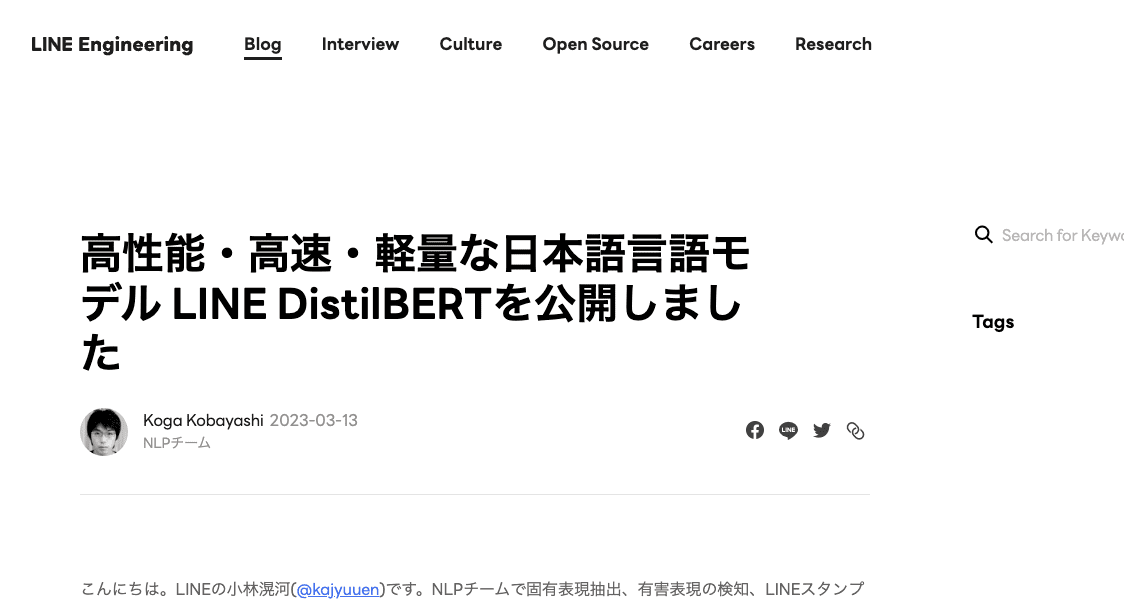 LINE Engineering Blog Interview Culture Open Source Careers Research
高性能・高速・軽量な日本語言語モ
デル LINE DistilBERTを公開しまし
た
Koga Kobayashi 2023-03-13
NLPチーム
LINE
こんにちは。LINEの小林滉河(@kajyuuen)です。NLPチームで固有表現抽出、有害表現の検知、LINEスタンプ
Search for Keywo
Tags